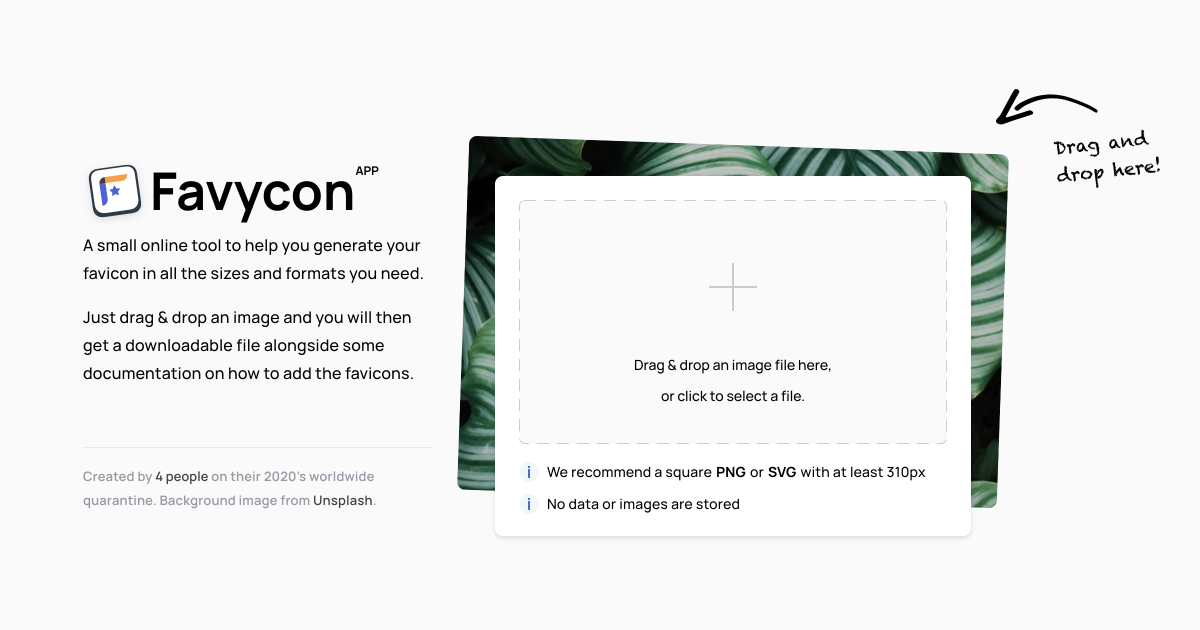 Favycon APP
A small online tool to help you generate your
favicon in all the sizes and formats you need.
Just drag & drop an image and you will then
get a downloadable file alongside some
documentation on how to add the favicons.
Created by 4 people on their 2020's worldwide
quarantine. Background image from Unsplash.
Drag and
drop here!
Drag & drop an image file here,
or click to select a file.
i We recommend a square PNG or SVG with at least 310px
i No data or images are stored